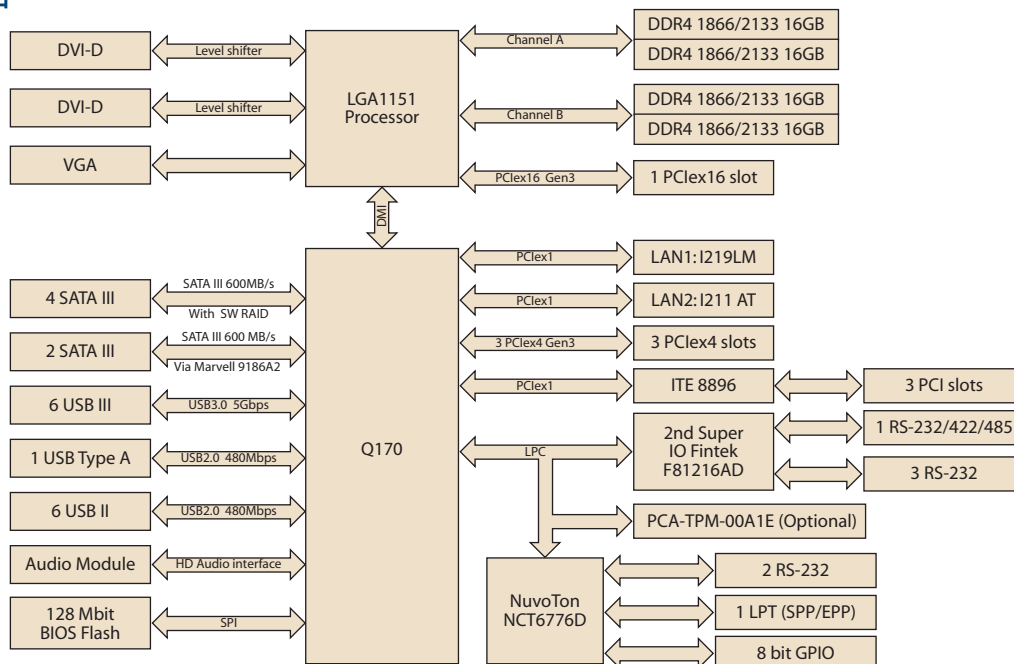 DVI-D
Level shifter
DVI-D
Level shifter
VGA
LGA1151
Processor
Channel A
DDR4 1866/2133 16GB
DDR4 1866/2133 16GB
Channel B
DDR4 1866/2133 16GB
DDR4 1866/2133 16GB
PCIex16 Gen3
1 PCIex16 slot
DMI
4 SATA III
SATA III 600MB/s
With SW RAID
2 SATA III
SATA III 600 MB/s
Via Marvell 9186A2
6 USB III
USB3.0 5Gbps
1 USB Type A
USB2.0 480Mbps
6 USB II
USB2.0 480Mbps
Audio Module
HD Audio interface
128 Mbit
BIOS Flash
SPI
Q170
PCIex1
LAN1: I219LM
PCIex1
LAN2: I211 AT
3 PCIex4 Gen3
3 PCIex4 slots
PCIex1
ITE 8896
3 PCI slots
LPC
2nd Super
IO Fintek
F81216AD
1 RS-232/422/485
3 RS-232
PCA-TPM-00A1E (Optional)
NuvoTon
NCT6776D
2 RS-232
1 LPT (SPP/EPP)
8 bit GPIO